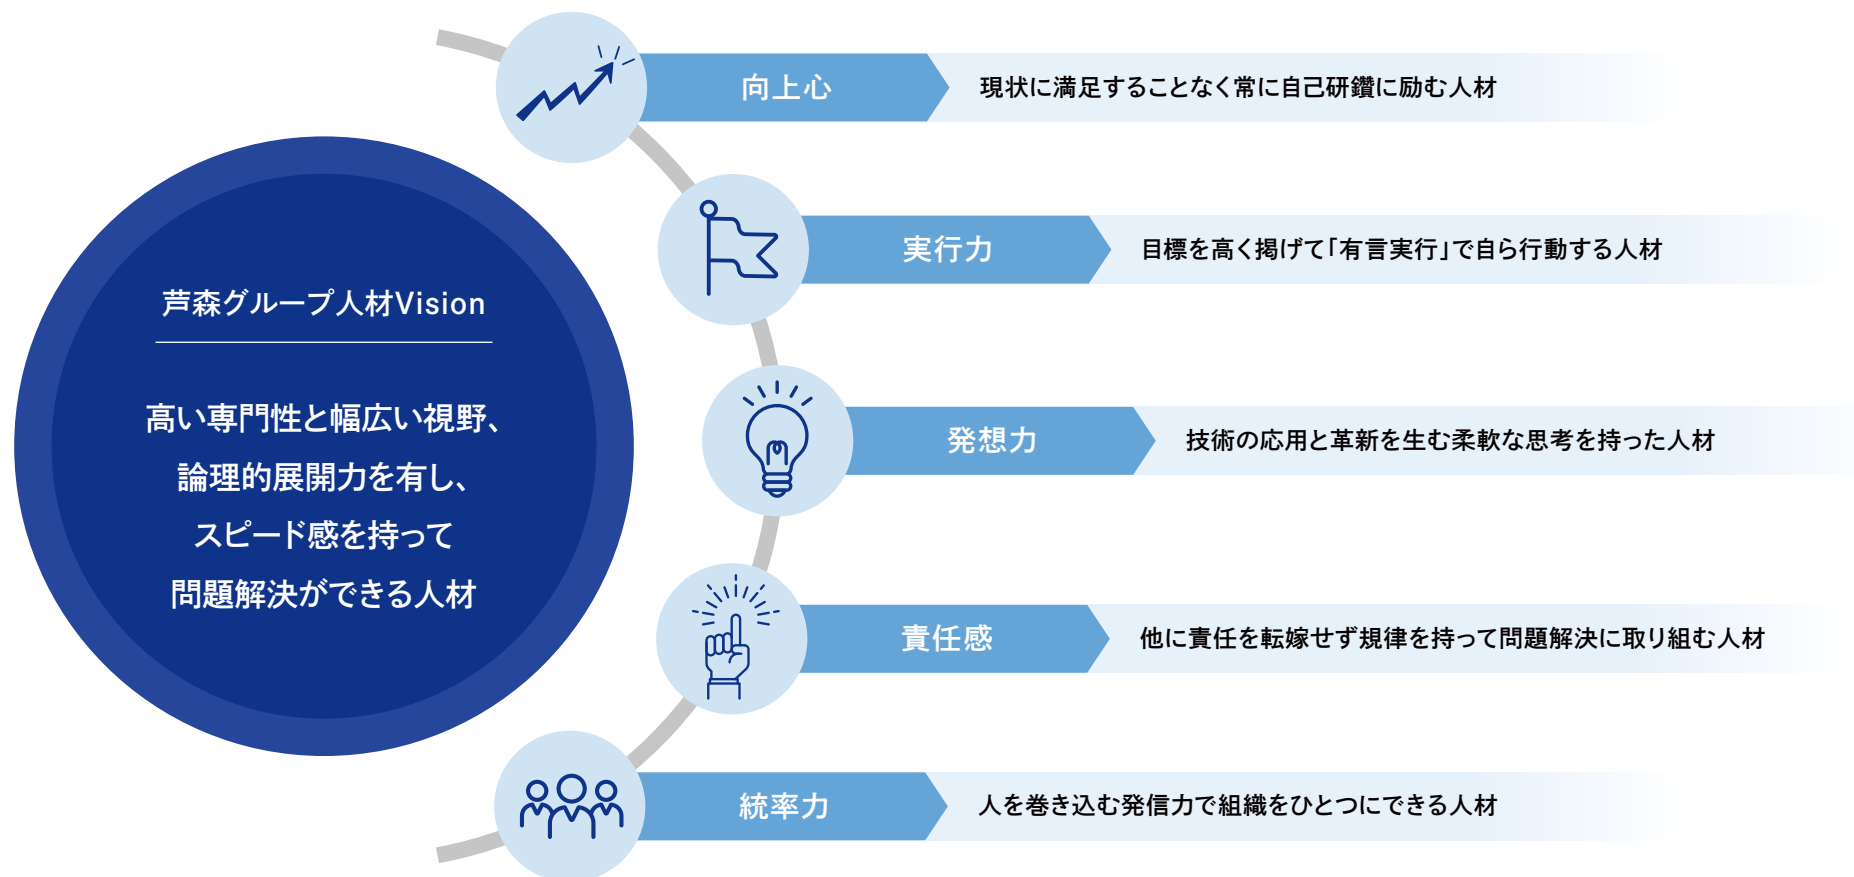 芦森グループ人材Vision
高い専門性と幅広い視野、
論理的展開力を有し、
スピード感を持って
問題解決ができる人材
向上心
現状に満足することなく常に自己研鑽に励む人材
実行力
目標を高く掲げて「有言実行」で自ら行動する人材
発想力
技術の応用と革新を生む柔軟な思考を持った人材
責任感
他に責任を転嫁せず規律を持って問題解決に取り組む人材
統率力
人を巻き込む発信力で組織をひとつにできる人材